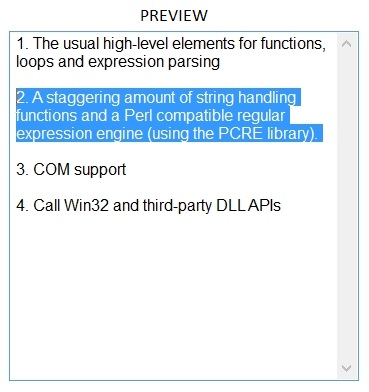 PREVIEW
1. The usual high-level elements for functions,
loops and expression parsing
2. A staggering amount of string handling
functions and a Perl compatible regular
expression engine (using the PCRE library).
3. COM support
4. Call Win32 and third-party DLL APIs